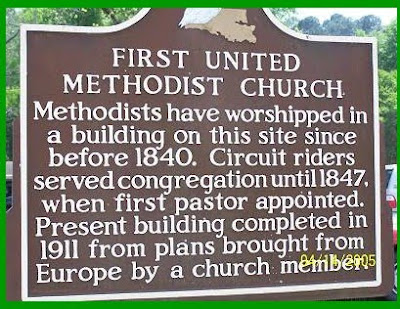 FIRST UNITED
METHODIST CHURCH
Methodists have worshipped in
a building on this site since
before 1840. Circuit riders
served congregation until 1847,
when first pastor appointed.
Present building completed in
1911 from plans brought from
Europe by a church member.
04/14/2005